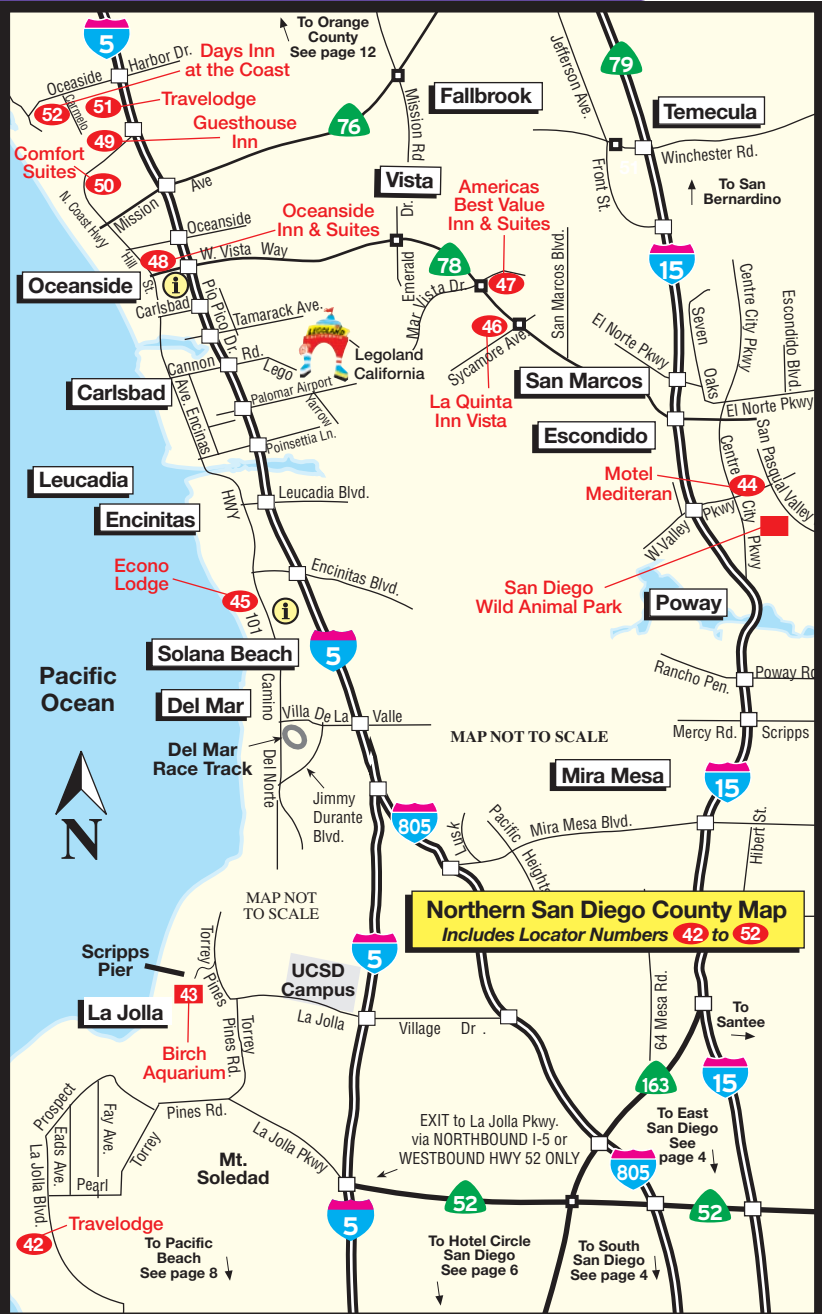 5
To Orange
County
See page 12
79
Oceaside
Harbor Dr.
Days Inn
at the Coast
Carmelo
52
51
Travelodge
49
Guesthouse
Inn
Comfort
Suites
50
76
Mission Rd
Fallbrook
Jefferson Ave.
Temecula
Winchester Rd.
Front St.
To San
Bernardino
15
Mission
Ave
N. Coast Hwy
Vista
Dr.
Emerald
Americas
Best Value
Inn & Suites
Oceanside
Oceanside
Inn & Suites
48
W. Vista Way
Hill
St.
Oceanside
i
78
47
Mar Vista Dr.
46
Sycamore Ave.
San Marcos Blvd.
Carlsbad
Pio Pico Dr.
Tamarack Ave.
LEGOLAND
Legoland
California
Cannon
Rd.
Lego
Carlsbad
Ave. Encinas
Palomar Airport
Yarrow
Poinsettia Ln.
La Quinta
Inn Vista
San Marcos
El Norte Pkwy
Seven
Oaks
Centre City Pkwy
Escondido Blvd.
El Norte Pkwy
Escondido
Motel
Mediteran
44
Centre
City
Pkwy
San Pasqual Valley
W.Valley
Pkwy
San Diego
Wild Animal Park
Leucadia
HWY
Leucadia Blvd.
Encinitas
Econo
Lodge
45
101
Encinitas Blvd.
i
Poway
Solana Beach
5
Pacific
Ocean
Del Mar
Camino
Villa De La
Valle
Del Mar
Race Track
Del Norte
Jimmy
Durante
Blvd.
MAP NOT TO SCALE
Rancho Pen.
Poway Rd
Mercy Rd.
Scripps
Mira Mesa
15
N
805
Lusk
Pacific
Heights
Mira Mesa Blvd.
Hibert St.
MAP NOT
TO SCALE
Northern San Diego County Map
Includes Locator Numbers 42 to 52
Scripps
Pier
Torrey
Pines
UCSD
Campus
5
43
La Jolla
La Jolla
Village
Dr .
64 Mesa Rd.
To
Santee
Birch
Aquarium
Torrey
Pines Rd.
163
15
Prospect
Fay Ave.
Eads Ave.
Pines Rd.
Torrey
La Jolla Pkwy
EXIT to La Jolla Pkwy.
via NORTHBOUND I-5 or
WESTBOUND HWY 52 ONLY
To East
San Diego
See
page 4
805
Mt.
Soledad
Pearl
La Jolla Blvd.
52
52
5
42
Travelodge
To Pacific
Beach
See page 8
To Hotel Circle
San Diego
See page 6
To South
San Diego
See page 4